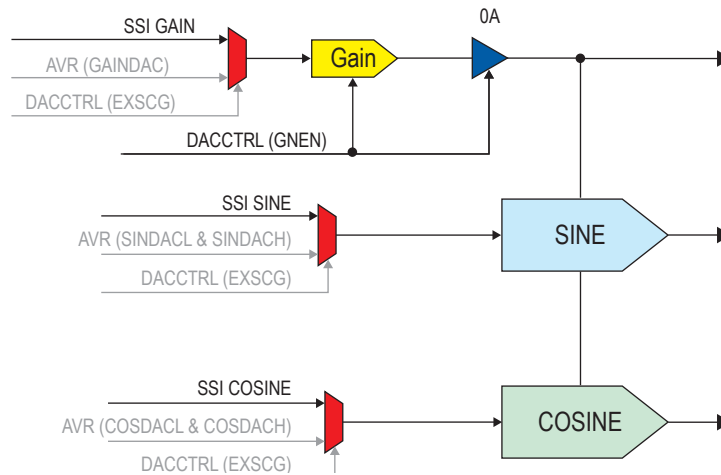 0A
SSI GAIN
Gain
AVR (GAINDAC)
DACCTRL (EXSCG)
DACCTRL (GNEN)
SSI SINE
AVR (SINDACL & SINDACH)
SINE
DACCTRL (EXSCG)
SSI COSINE
AVR (COSDACL & COSDACH)
COSINE
DACCTRL (EXSCG)